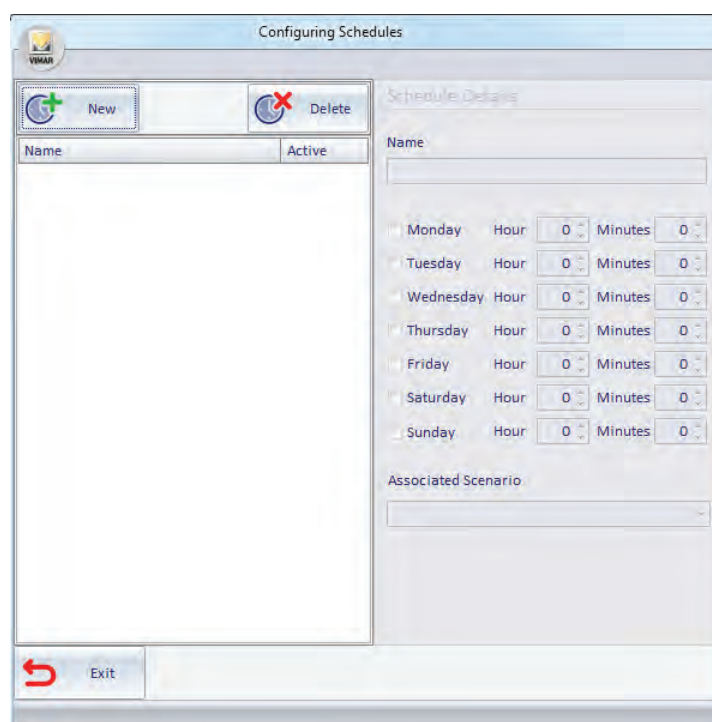 Configuring Schedules
VIMAR
New
Delete
Schedule Details
Name
Active
Name
Monday Hour 0 Minutes 0
Tuesday Hour 0 Minutes 0
Wednesday Hour 0 Minutes 0
Thursday Hour 0 Minutes 0
Friday Hour 0 Minutes 0
Saturday Hour 0 Minutes 0
Sunday Hour 0 Minutes 0
Associated Scenario
Exit